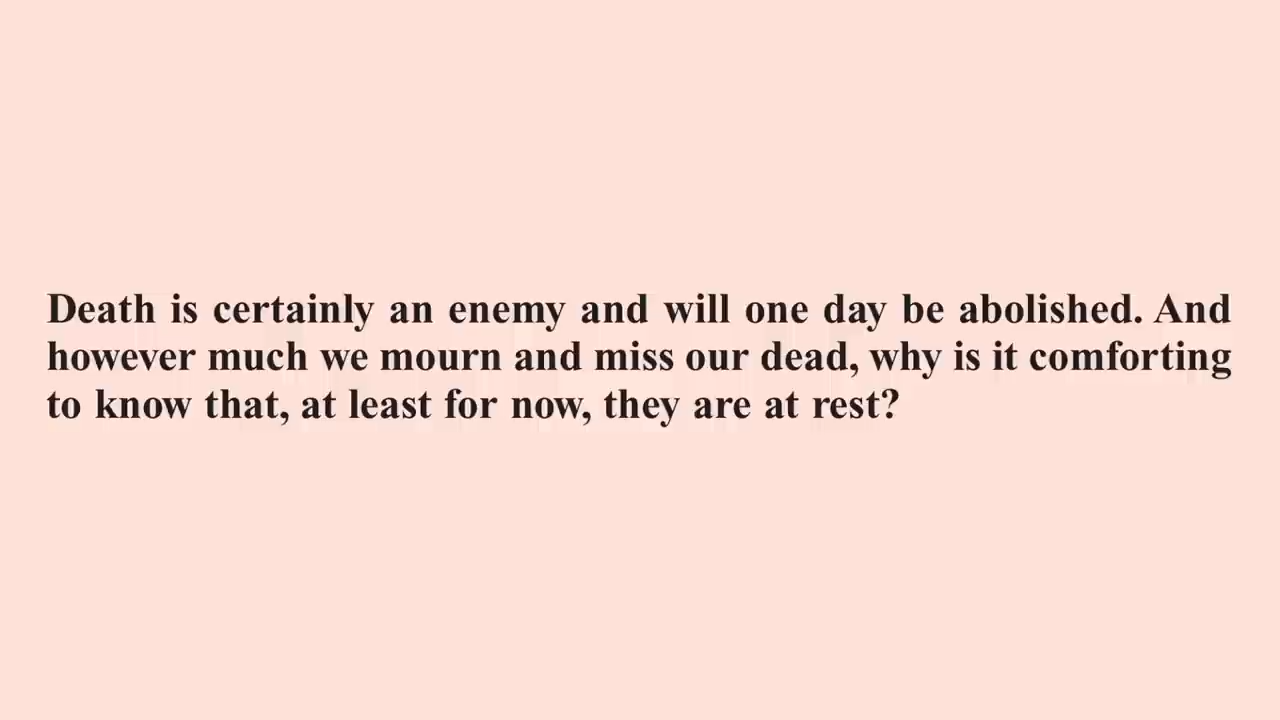 Death is certainly an enemy and will one day be abolished. And
however much we mourn and miss our dead, why is it comforting
to know that, at least for now, they are at rest?